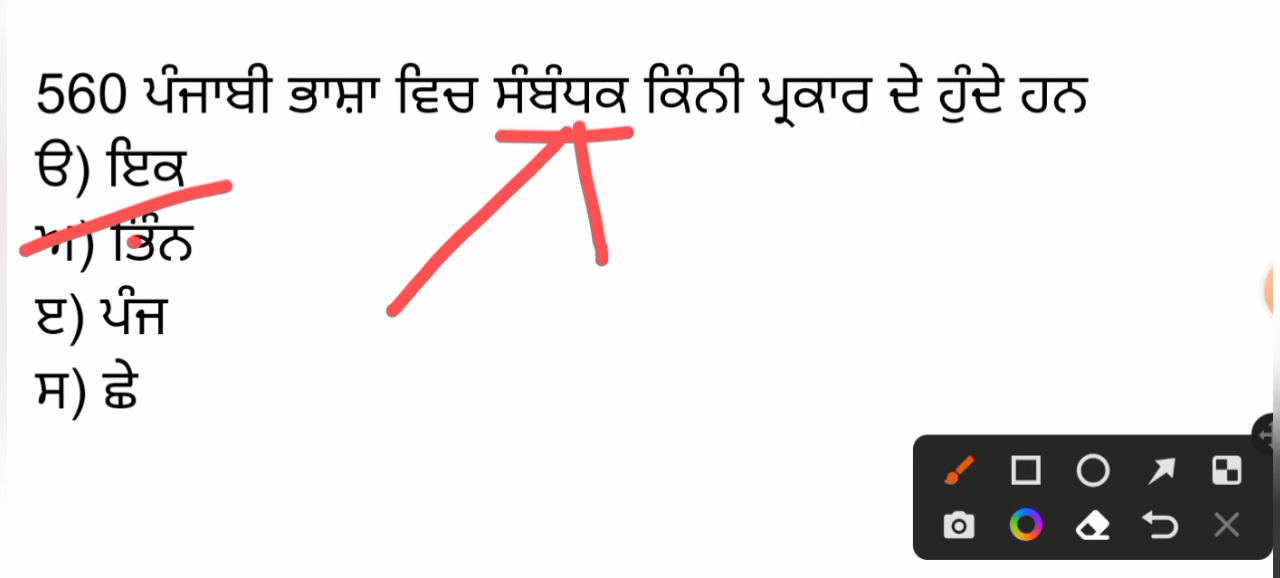 560 ਪੰਜਾਬੀ ਭਾਸ਼ਾ ਵਿਚ ਸੰਬੰਧਕ ਕਿੰਨੀ ਪ੍ਰਕਾਰ ਦੇ ਹੁੰਦੇ ਹਨ
ੳ) ਇਕ
ਅ) ਤਿੰਨ
ੲ) ਪੰਜ
ਸ) ਛੇ